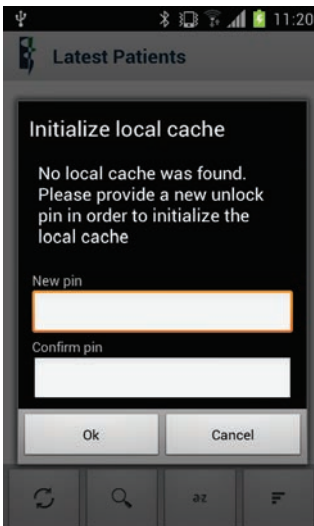 11:20
Latest Patients
Initialize local cache
No local cache was found.
Please provide a new unlock
pin in order to initialize the
local cache
New pin
Confirm pin
Ok
Cancel
az